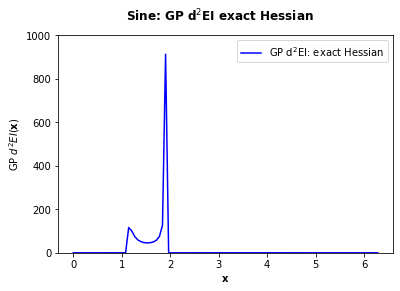 Sine: GP d²EI exact Hessian
GP d²EI: exact Hessian
GP d²EI(x)
1000
800
600
400
200
0
0 1 2 3 4 5 6
x